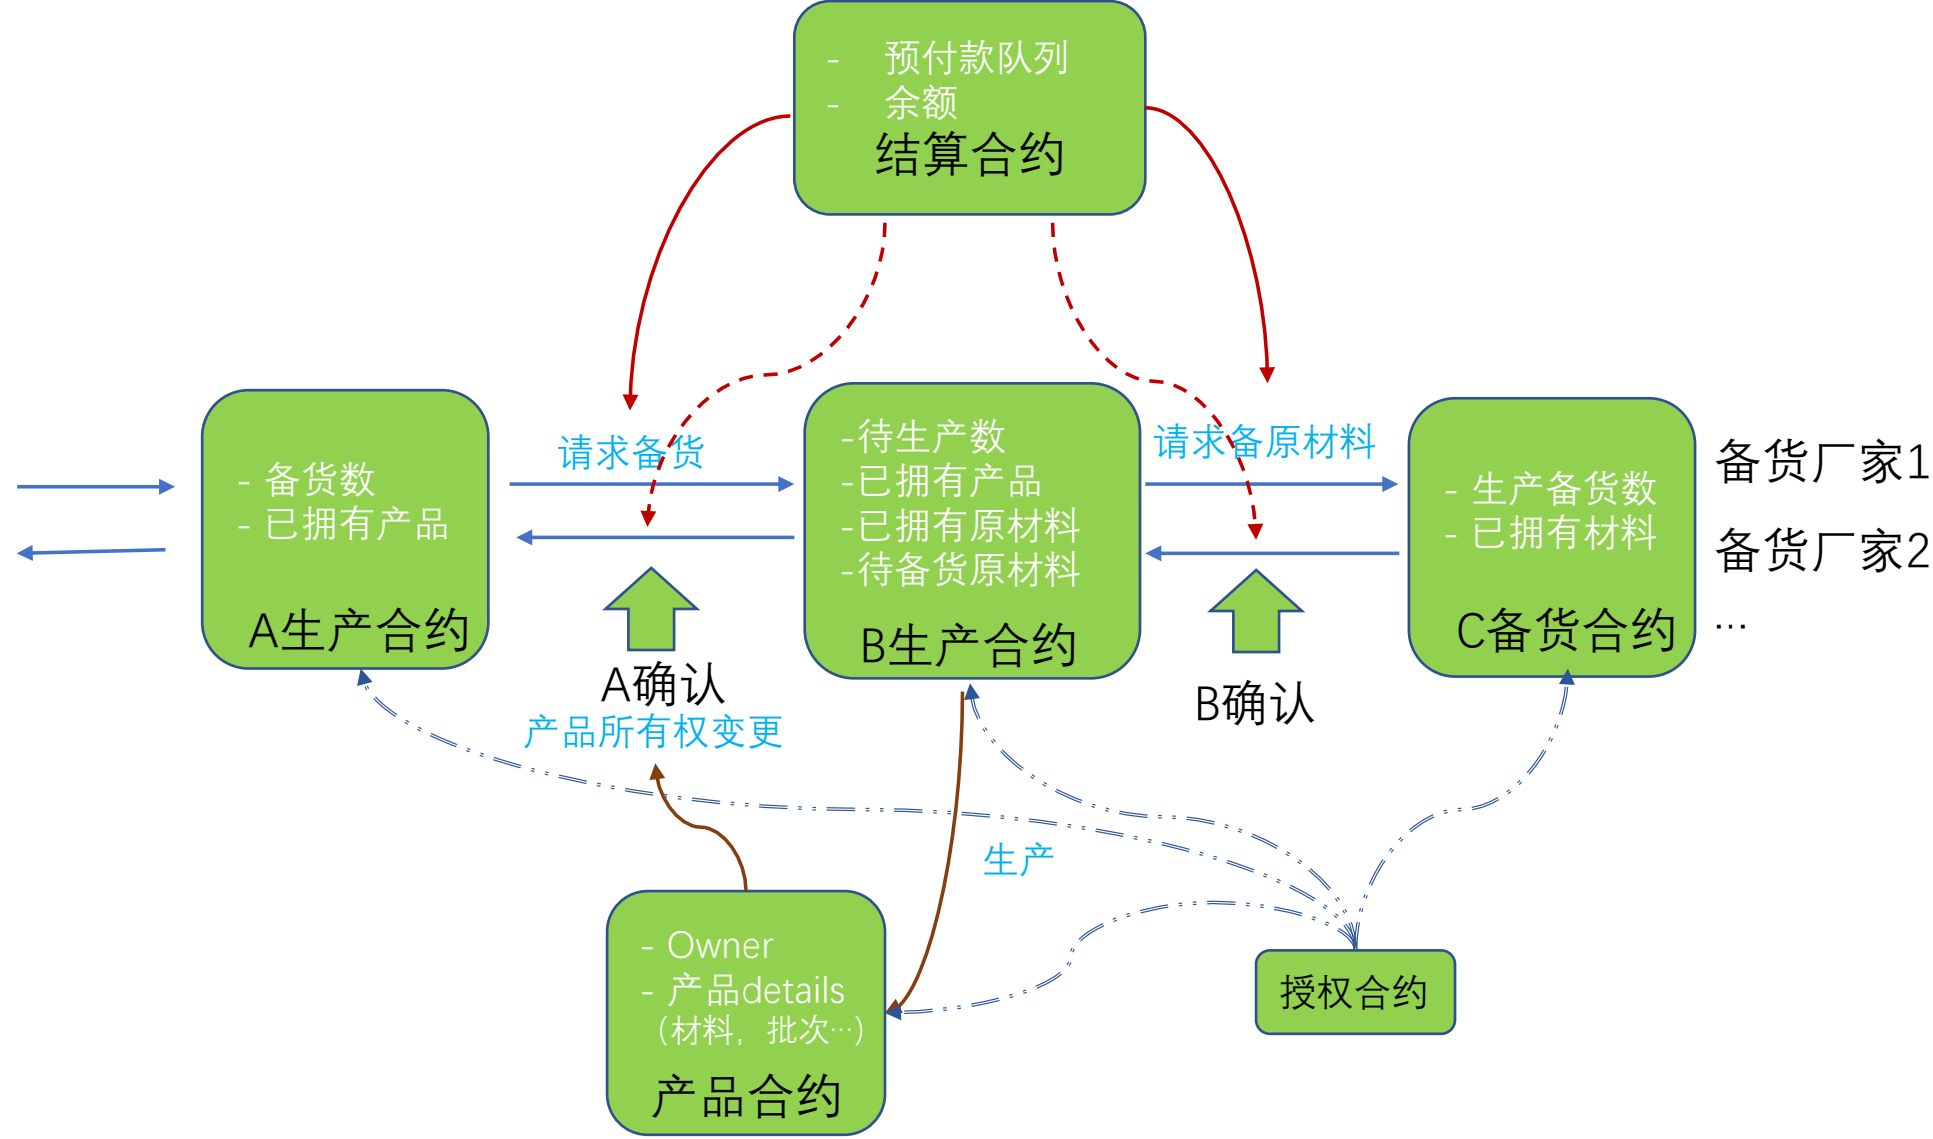 - 预付款队列
- 余额
结算合约
请求备货
请求备原材料
- 备货数
- 已拥有产品
A生产合约
-待生产数
-已拥有产品
-已拥有原材料
-待备货原材料
B生产合约
- 生产备货数
- 已拥有材料
C备货合约
备货厂家1
备货厂家2
...
A确认
产品所有权变更
B确认
生产
- Owner
- 产品details
(材料，批次…)
产品合约
授权合约